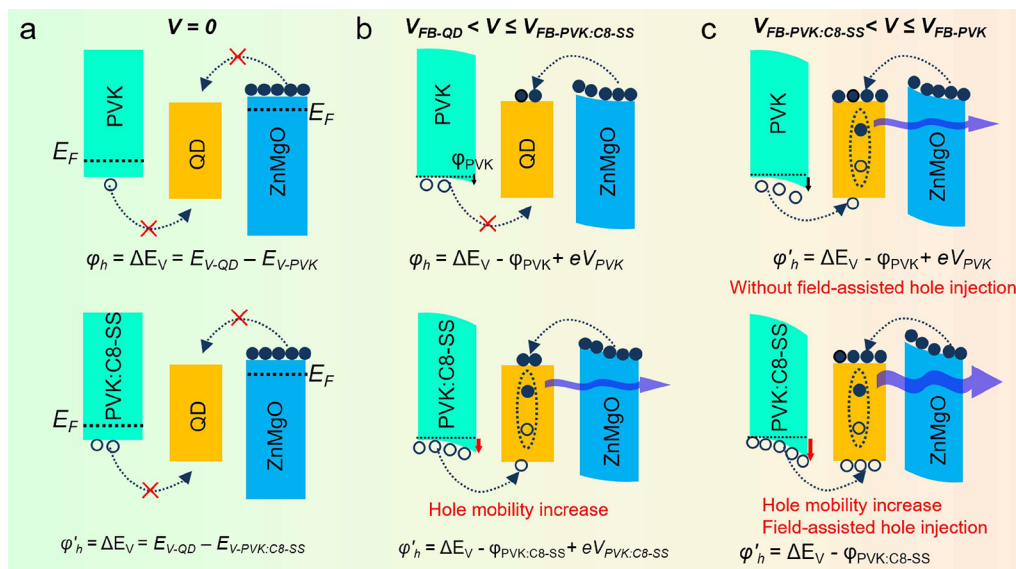 a
V = 0
PVK
E_F
QD
E_F
ZnMgO
φ_h = ΔE_V = E_V-QD – E_V-PVK
PVK:C8-SS
E_F
QD
E_F
ZnMgO
φ'_h = ΔE_V = E_V-QD – E_V-PVK:C8-SS
b
V_FB-QD < V ≤ V_FB-PVK:C8-SS
PVK
φ_PVK
QD
ZnMgO
φ_h = ΔE_V - φ_PVK + eV_PVK
PVK:C8-SS
QD
ZnMgO
Hole mobility increase
φ'_h = ΔE_V - φ_PVK:C8-SS + eV_PVK:C8-SS
c
V_FB-PVK:C8-SS < V ≤ V_FB-PVK
PVK
QD
ZnMgO
φ'_h = ΔE_V - φ_PVK + eV_PVK
Without field-assisted hole injection
PVK:C8-SS
QD
ZnMgO
Hole mobility increase
Field-assisted hole injection
φ'_h = ΔE_V - φ_PVK:C8-SS